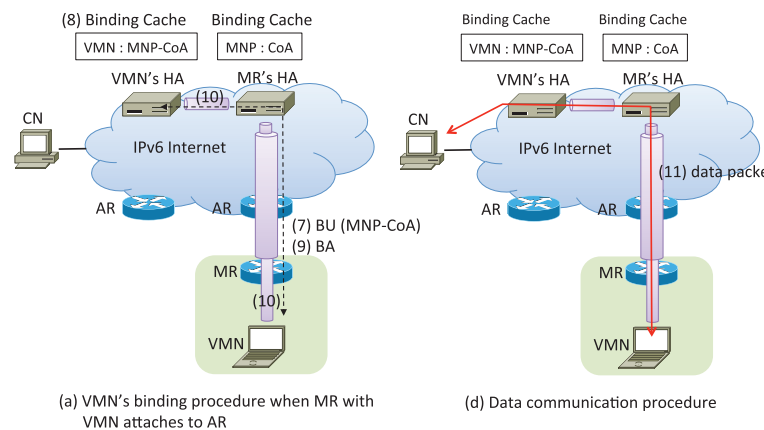 (8) Binding Cache
VMN : MNP-CoA
Binding Cache
MNP : CoA
VMN's HA
MR's HA
(10)
CN
IPv6 Internet
AR
AR
(7) BU (MNP-CoA)
(9) BA
MR
(10)
VMN
(a) VMN's binding procedure when MR with
VMN attaches to AR
Binding Cache
VMN : MNP-CoA
Binding Cache
MNP : CoA
VMN's HA
MR's HA
CN
IPv6 Internet
(11) data packe
AR
AR
MR
VMN
(d) Data communication procedure